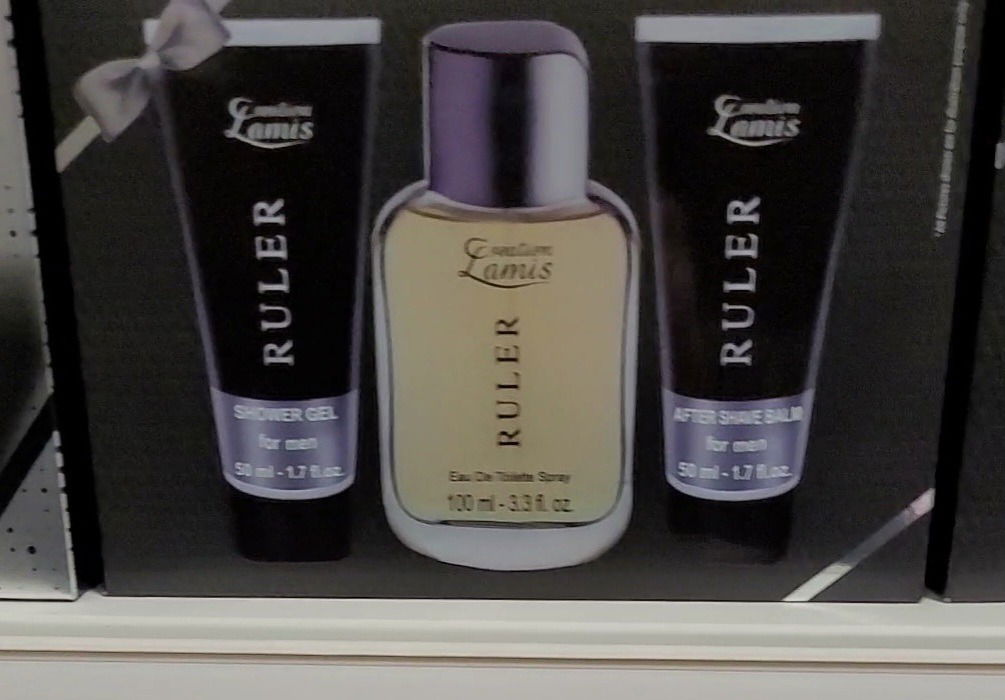 Creation
Lamis
RULER
SHOWER GEL
for men
50 ml - 1.7 fl.oz.
Creation
Lamis
RULER
Eau De Toilette Spray
100 ml - 3.3 fl. oz.
Creation
Lamis
RULER
AFTER SHAVE BALM
for men
50 ml - 1.7 fl.oz.